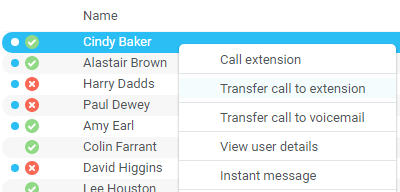 Name
Cindy Baker
Alastair Brown
Call extension
Harry Dadds
Transfer call to extension
Paul Dewey
Transfer call to voicemail
Amy Earl
Colin Farrant
View user details
David Higgins
Instant message
Lee Houston